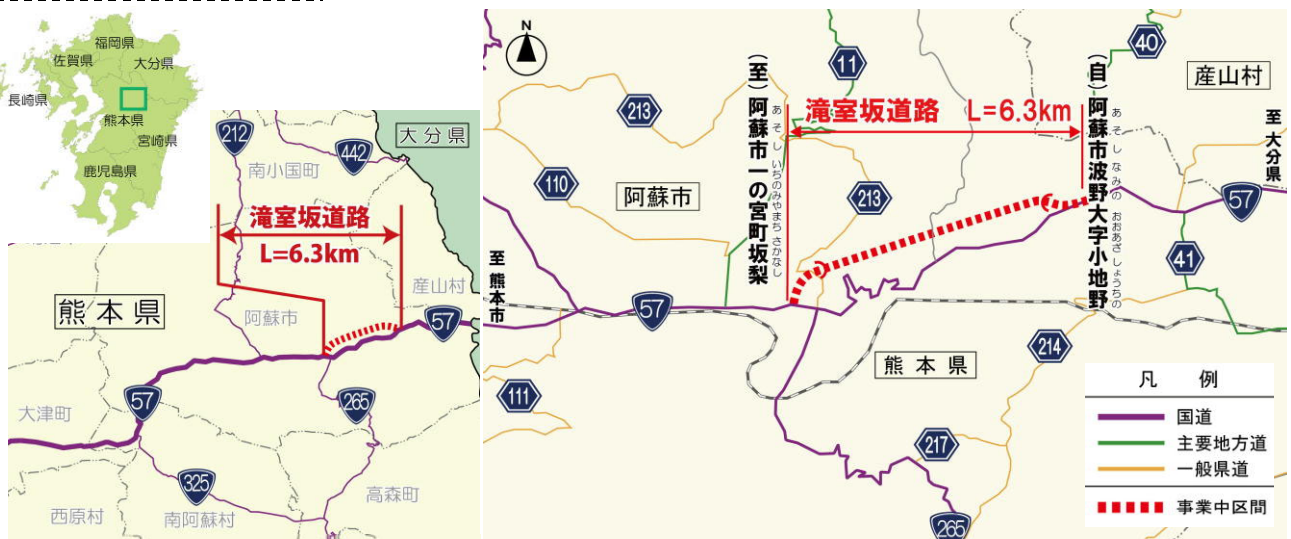 福岡県
佐賀県
大分県
長崎県
熊本県
宮崎県
鹿児島県
212
442
大分県
南小国町
滝室坂道路
L=6.3km
産山村
熊本県
阿蘇市
57
57
大津町
265
325
高森町
西原村
南阿蘇村
N
213
11
40
産山村
(至)阿蘇市一の宮町坂梨
あそし いちのみやまち さかなし
滝室坂道路 L=6.3km
(自)阿蘇市波野大字小地野
あそし なみの おおあざ しょうちの
至 大分県
110
阿蘇市
213
57
41
至 熊本市
57
熊本県
214
111
217
265
凡例
国道
主要地方道
一般県道
事業中区間